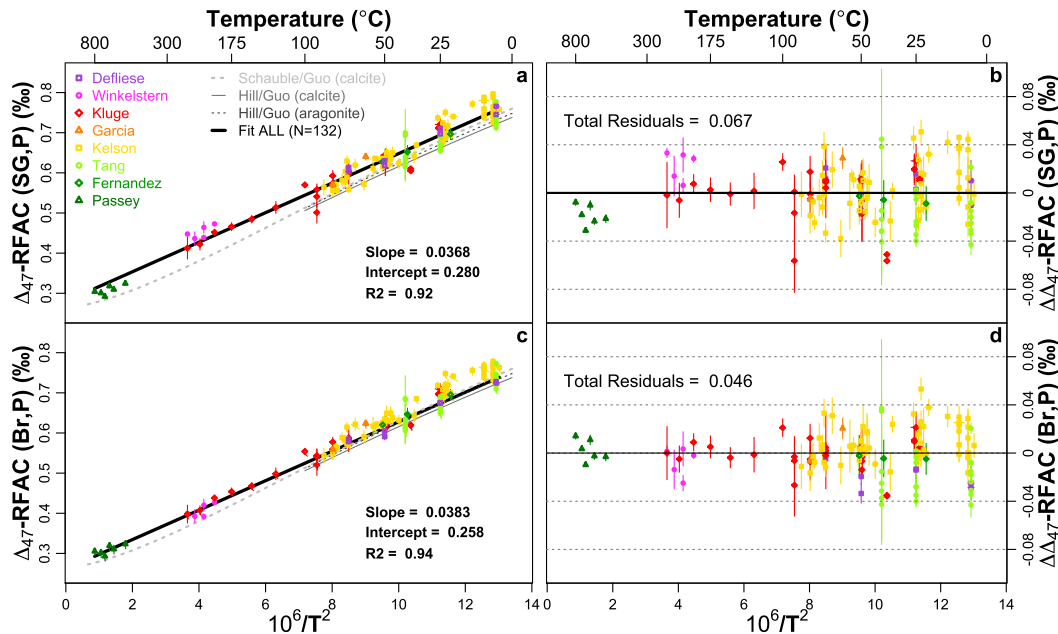 Temperature (°C)
800 300 175 100 50 25 0
a
Defliese
Winkelstern
Kluge
Garcia
Kelson
Tang
Fernandez
Passey
Schauble/Guo (calcite)
Hill/Guo (calcite)
Hill/Guo (aragonite)
Fit ALL (N=132)
Slope = 0.0368
Intercept = 0.280
R2 = 0.92
0.8
0.7
0.6
0.5
0.4
0.3
Δ47-RFAC (SG,P) (‰)
Temperature (°C)
800 300 175 100 50 25 0
b
Total Residuals = 0.067
0.08
0.04
0
-0.04
-0.08
ΔΔ47-RFAC (SG,P) (‰)
c
Slope = 0.0383
Intercept = 0.258
R2 = 0.94
0.8
0.7
0.6
0.5
0.4
0.3
Δ47-RFAC (Br,P) (‰)
0 2 4 6 8 10 12 14
10^6/T^2
d
Total Residuals = 0.046
0.08
0.04
0
-0.04
-0.08
ΔΔ47-RFAC (Br,P) (‰)
0 2 4 6 8 10 12 14
10^6/T^2